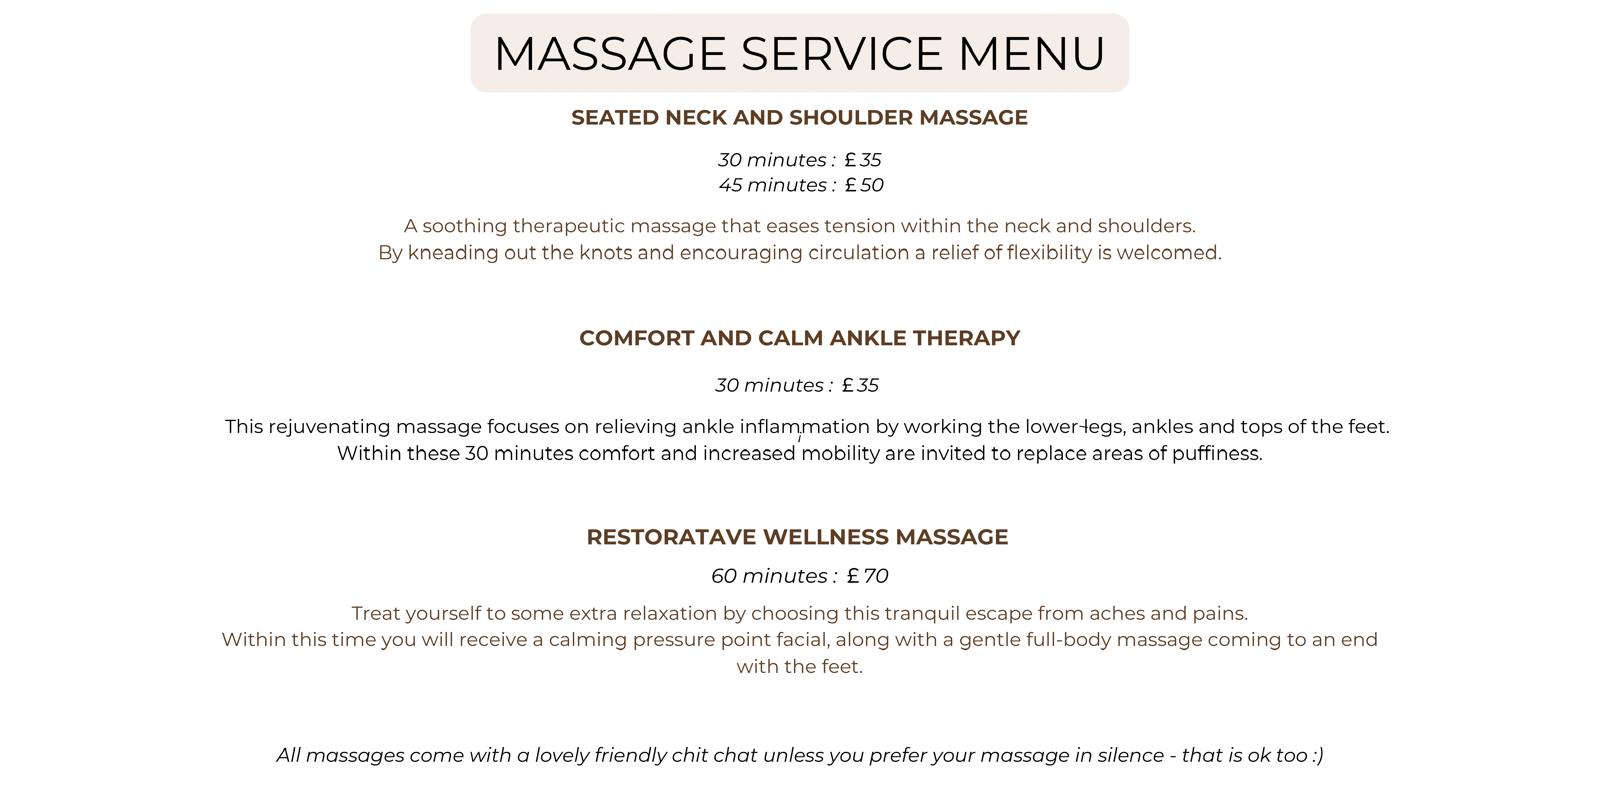 MASSAGE SERVICE MENU
SEATED NECK AND SHOULDER MASSAGE
30 minutes : £35
45 minutes : £50
A soothing therapeutic massage that eases tension within the neck and shoulders.
By kneading out the knots and encouraging circulation a relief of flexibility is welcomed.
COMFORT AND CALM ANKLE THERAPY
30 minutes : £35
This rejuvenating massage focuses on relieving ankle inflammation by working the lower-legs, ankles and tops of the feet.
Within these 30 minutes comfort and increased mobility are invited to replace areas of puffiness.
RESTORATAVE WELLNESS MASSAGE
60 minutes : £70
Treat yourself to some extra relaxation by choosing this tranquil escape from aches and pains.
Within this time you will receive a calming pressure point facial, along with a gentle full-body massage coming to an end
with the feet.
All massages come with a lovely friendly chit chat unless you prefer your massage in silence - that is ok too :)